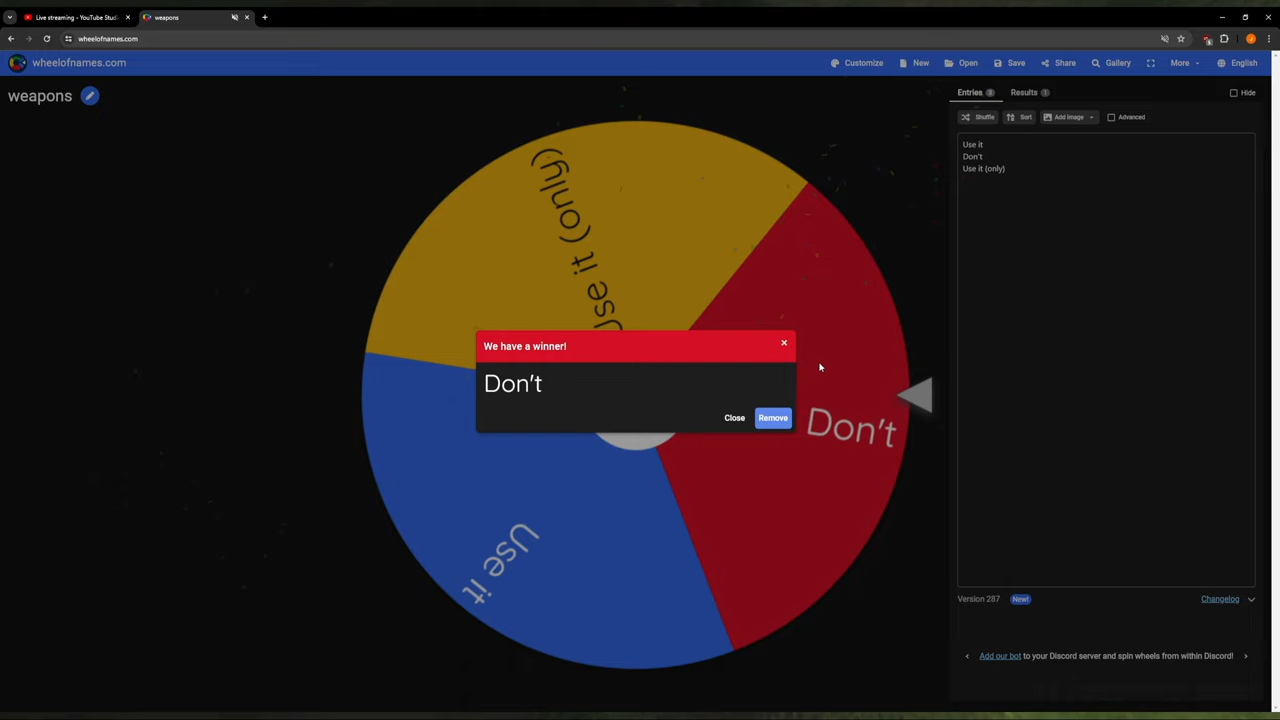 Live streaming - YouTube Stud
weapons
wheelofnames.com
wheelofnames.com
Customize
New
Open
Save
Share
Gallery
More
English
weapons
Entries 3
Results 1
Hide
Shuffle
Sort
Add image
Advanced
Use it
Don't
Use it (only)
Use it (only)
We have a winner!
Don't
Close
Remove
Don't
Use it
Version 287
New!
Changelog
Add our bot to your Discord server and spin wheels from within Discord!